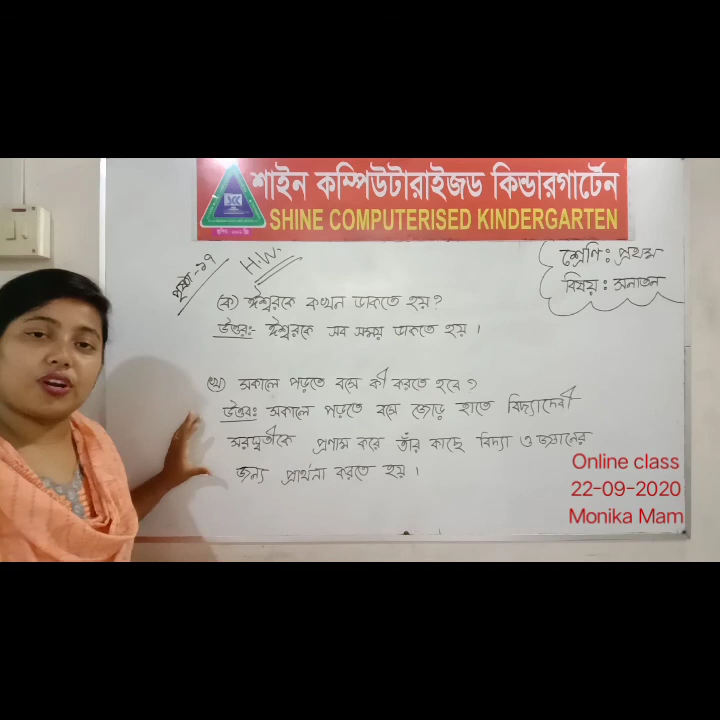 শাইন কম্পিউটারাইজড কিন্ডারগার্টেন
SHINE COMPUTERISED KINDERGARTEN
পৃষ্ঠা-১৭
H.W.
শ্রেণি: প্রথম
বিষয়: সনাতন
(ক) ঈশ্বরকে কখন ডাকতে হয়?
উত্তর:- ঈশ্বরকে সব সময় ডাকতে হয়।
(খ) সকালে পড়তে বসে কী করতে হবে?
উত্তর: সকালে পড়তে বসে জোড় হাতে বিদ্যাদেবী
সরস্বতীকে প্রণাম করে তাঁর কাছে বিদ্যা ও জ্ঞানের
জন্য প্রার্থনা করতে হয়।
Online class
22-09-2020
Monika Mam